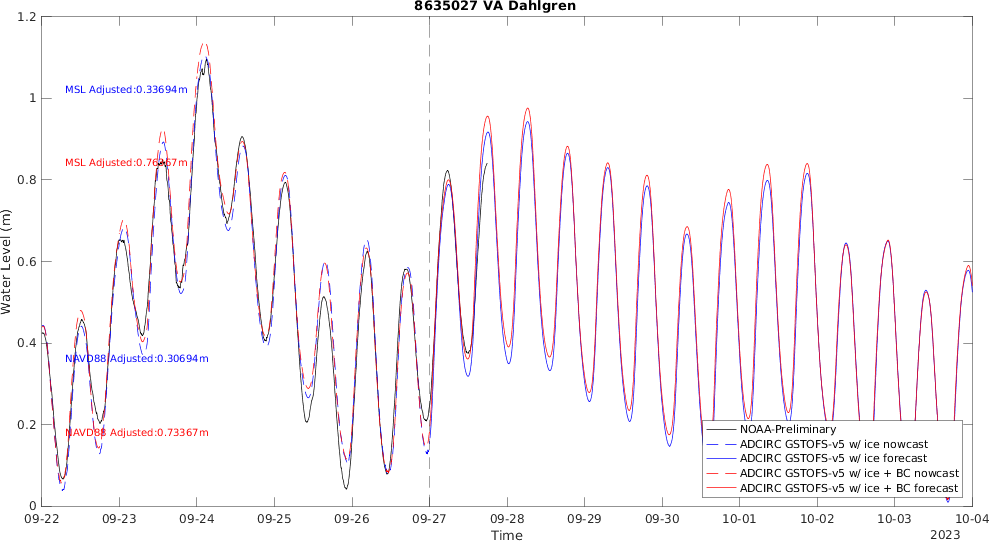 8635027 VA Dahlgren
1.2
1
0.8
0.6
0.4
0.2
0
Water Level (m)
MSL Adjusted:0.33694m
MSL Adjusted:0.76367m
NAVD88 Adjusted:0.30694m
NAVD88 Adjusted:0.73367m
NOAA-Preliminary
ADCIRC GSTOFS-v5 w/ ice nowcast
ADCIRC GSTOFS-v5 w/ ice forecast
ADCIRC GSTOFS-v5 w/ ice + BC nowcast
ADCIRC GSTOFS-v5 w/ ice + BC forecast
09-22 09-23 09-24 09-25 09-26 09-27 09-28 09-29 09-30 10-01 10-02 10-03 10-04
Time
2023